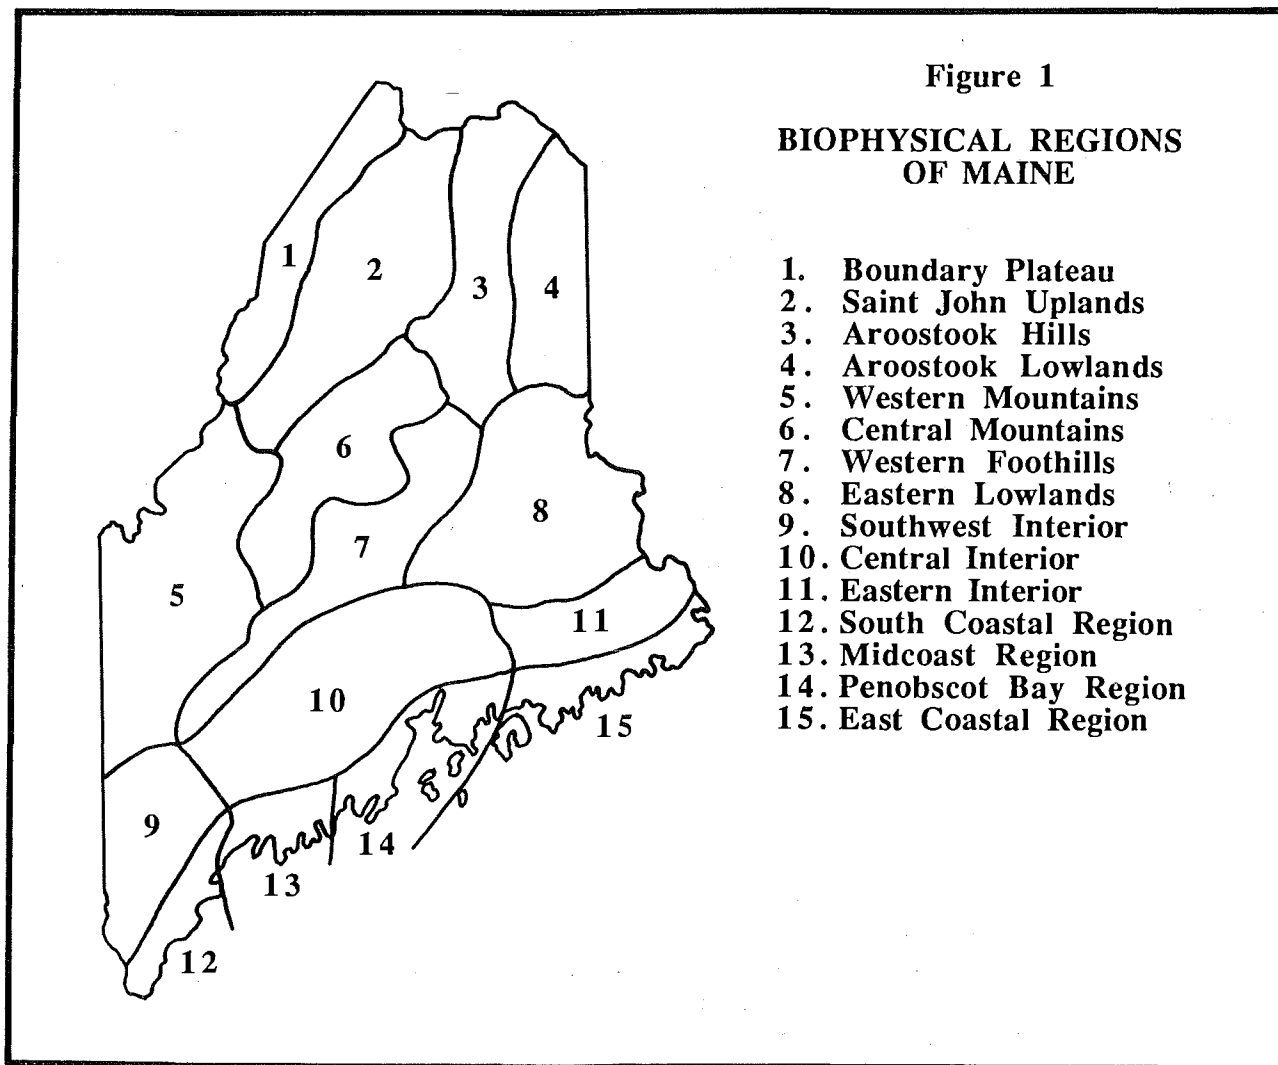 Figure 1
BIOPHYSICAL REGIONS
OF MAINE
1. Boundary Plateau
2. Saint John Uplands
3. Aroostook Hills
4. Aroostook Lowlands
5. Western Mountains
6. Central Mountains
7. Western Foothills
8. Eastern Lowlands
9. Southwest Interior
10. Central Interior
11. Eastern Interior
12. South Coastal Region
13. Midcoast Region
14. Penobscot Bay Region
15. East Coastal Region
1
2
3
4
6
8
7
5
11
10
15
9
14
13
12